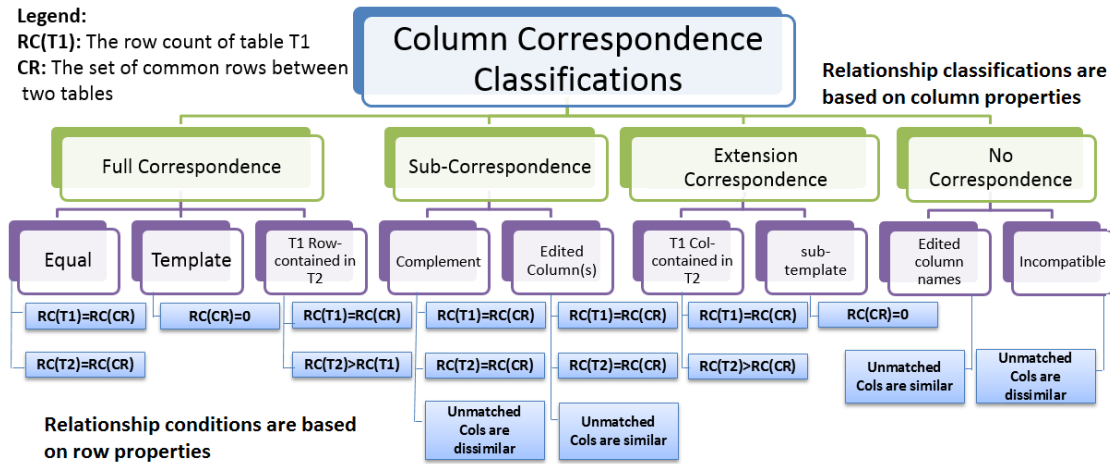 Legend:
RC(T1): The row count of table T1
CR: The set of common rows between
two tables
Column Correspondence
Classifications
Relationship classifications are
based on column properties
Full Correspondence
Sub-Correspondence
Extension
Correspondence
No
Correspondence
Equal
Template
T1 Row-
contained in
T2
Complement
Edited
Column(s)
T1 Col-
contained in
T2
sub-
template
Edited
column
names
Incompatible
RC(T1)=RC(CR)
RC(CR)=0
RC(T1)=RC(CR)
RC(T1)=RC(CR)
RC(T1)=RC(CR)
RC(T1)=RC(CR)
RC(CR)=0
RC(T2)=RC(CR)
RC(T2)>RC(T1)
RC(T2)=RC(CR)
RC(T2)=RC(CR)
RC(T2)>RC(CR)
Unmatched
Cols are similar
Unmatched
Cols are
dissimilar
Unmatched
Cols are
dissimilar
Unmatched
Cols are similar
Relationship conditions are based
on row properties